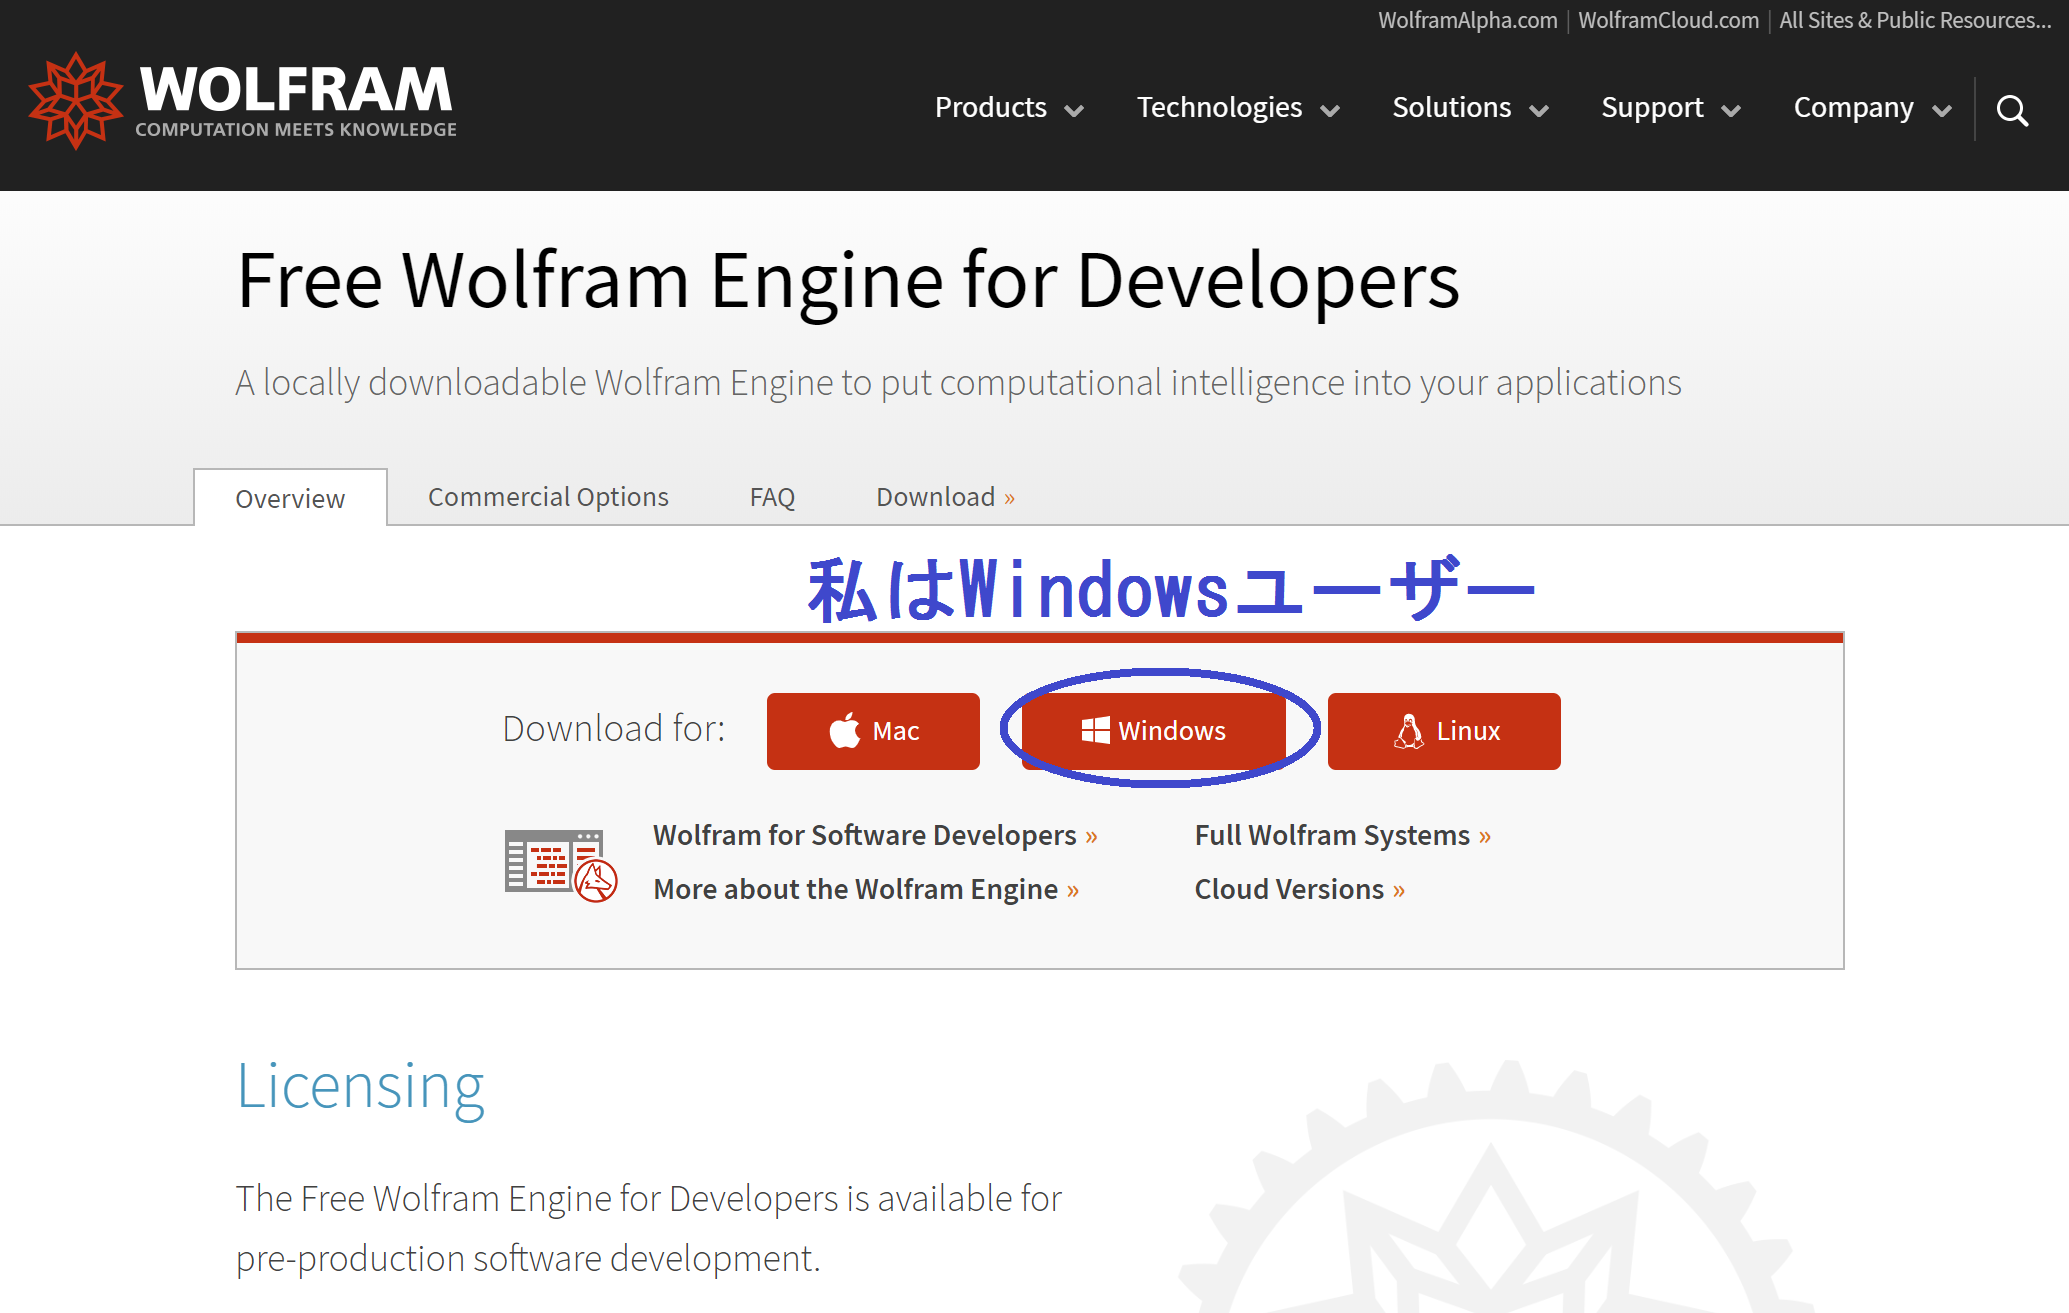 WolframAlpha.com | WolframCloud.com | All Sites & Public Resources...
WOLFRAM
COMPUTATION MEETS KNOWLEDGE
Products Technologies Solutions Support Company
Free Wolfram Engine for Developers
A locally downloadable Wolfram Engine to put computational intelligence into your applications
Overview Commercial Options FAQ Download »
私はWindowsユーザー
Download for: Mac Windows Linux
Wolfram for Software Developers » Full Wolfram Systems »
More about the Wolfram Engine » Cloud Versions »
Licensing
The Free Wolfram Engine for Developers is available for
pre-production software development.